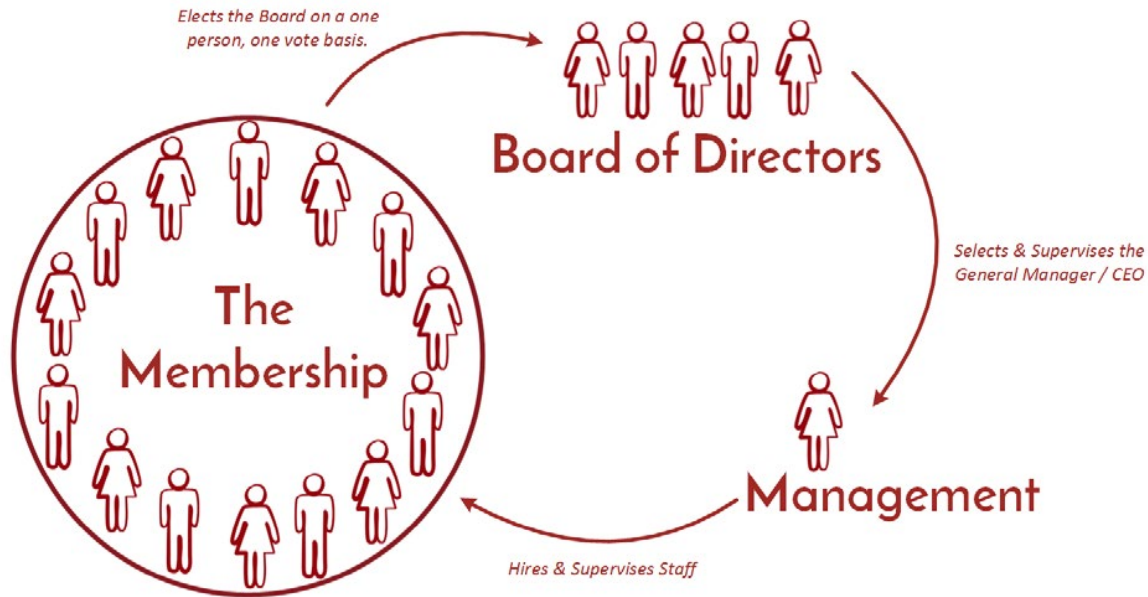 Elects the Board on a one
person, one vote basis.
Board of Directors
Selects & Supervises the
General Manager / CEO
The
Membership
Management
Hires & Supervises Staff